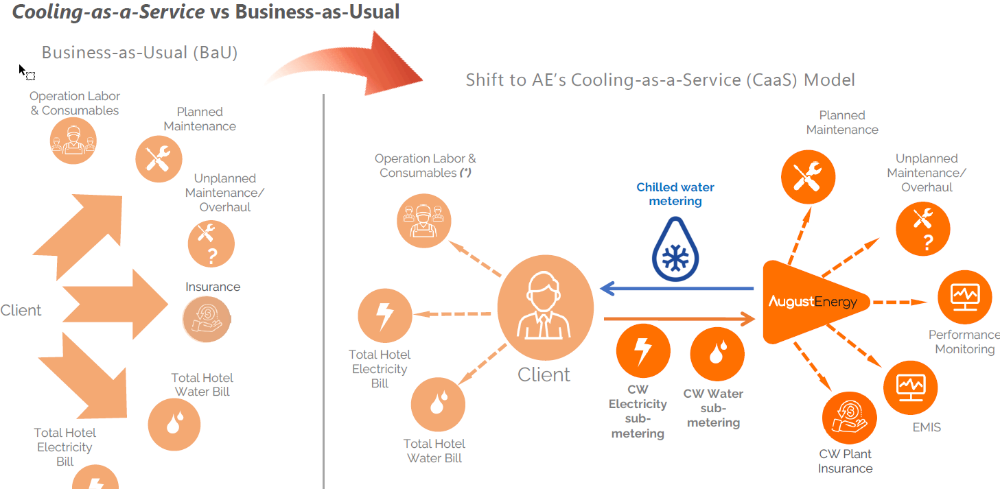 Cooling-as-a-Service vs Business-as-Usual
Business-as-Usual (BaU)
Operation Labor
& Consumables
Planned
Maintenance
Unplanned
Maintenance/
Overhaul
?
Insurance
Client
Total Hotel
Water Bill
Total Hotel
Electricity
Bill
Shift to AE’s Cooling-as-a-Service (CaaS) Model
Operation Labor &
Consumables (*)
Total Hotel
Electricity
Bill
Total Hotel
Water Bill
Client
Chilled water
metering
CW
Electricity
sub-
metering
CW Water
sub-
metering
AugustEnergy
Planned
Maintenance
Unplanned
Maintenance/
Overhaul
?
Performance
Monitoring
EMIS
CW Plant
Insurance